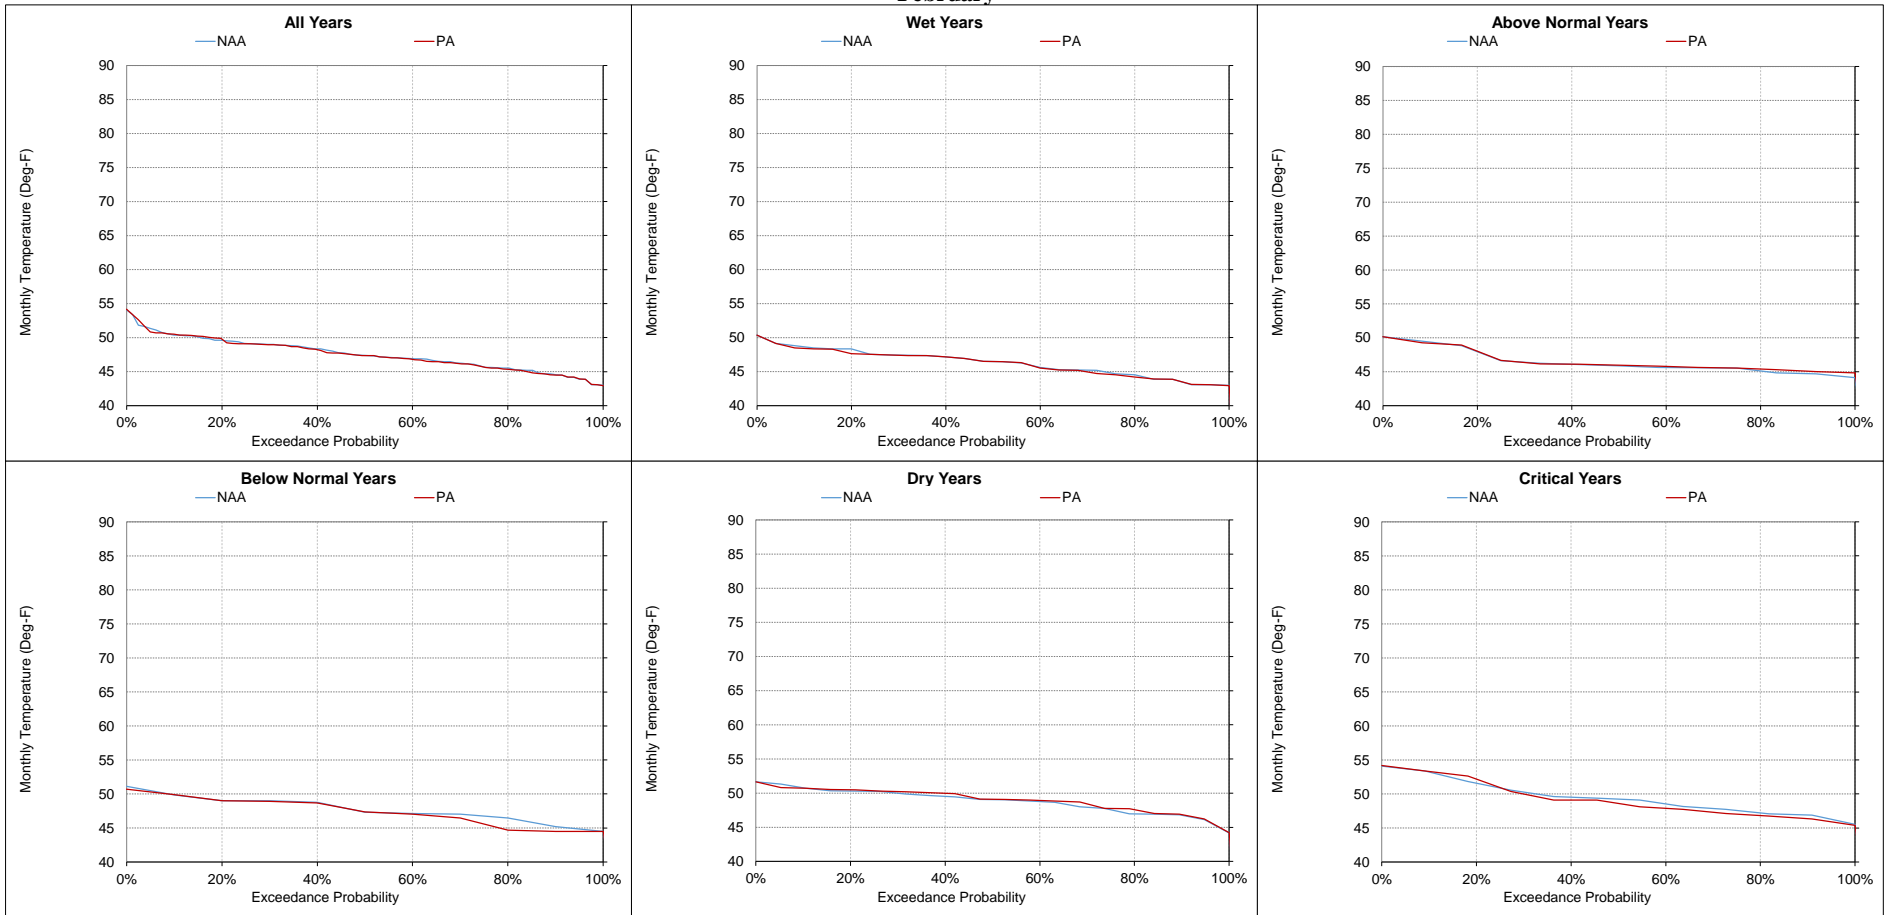 February
All Years
NAA PA
90
85
80
75
70
65
60
55
50
45
40
Monthly Temperature (Deg-F)
0% 20% 40% 60% 80% 100%
Exceedance Probability
Wet Years
NAA PA
90
85
80
75
70
65
60
55
50
45
40
Monthly Temperature (Deg-F)
0% 20% 40% 60% 80% 100%
Exceedance Probability
Above Normal Years
NAA PA
90
85
80
75
70
65
60
55
50
45
40
Monthly Temperature (Deg-F)
0% 20% 40% 60% 80% 100%
Exceedance Probability
Below Normal Years
NAA PA
90
85
80
75
70
65
60
55
50
45
40
Monthly Temperature (Deg-F)
0% 20% 40% 60% 80% 100%
Exceedance Probability
Dry Years
NAA PA
90
85
80
75
70
65
60
55
50
45
40
Monthly Temperature (Deg-F)
0% 20% 40% 60% 80% 100%
Exceedance Probability
Critical Years
NAA PA
90
85
80
75
70
65
60
55
50
45
40
Monthly Temperature (Deg-F)
0% 20% 40% 60% 80% 100%
Exceedance Probability